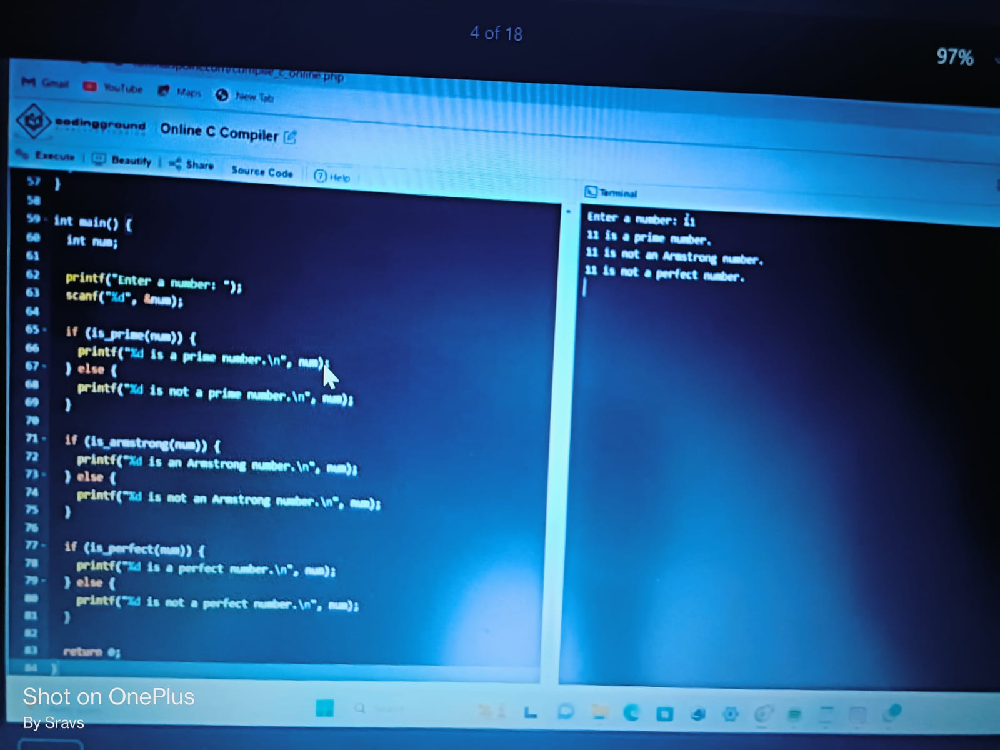 4 of 18
97%
compile_c_online.php
Gmail YouTube Maps New Tab
codingground Online C Compiler
Execute | Beautify | Share Source Code Help
Terminal
57 }
58
59 int main() {
60 int num;
61
62 printf("Enter a number: ");
63 scanf("%d", &num);
64
65 if (is_prime(num)) {
66 printf("%d is a prime number.\n", num);
67 } else {
68 printf("%d is not a prime number.\n", num);
69 }
70
71 if (is_armstrong(num)) {
72 printf("%d is an Armstrong number.\n", num);
73 } else {
74 printf("%d is not an Armstrong number.\n", num);
75 }
76
77 if (is_perfect(num)) {
78 printf("%d is a perfect number.\n", num);
79 } else {
80 printf("%d is not a perfect number.\n", num);
81 }
82
83 return 0;
84 }
Enter a number: 11
11 is a prime number.
11 is not an Armstrong number.
11 is not a perfect number.
Shot on OnePlus
By Sravs